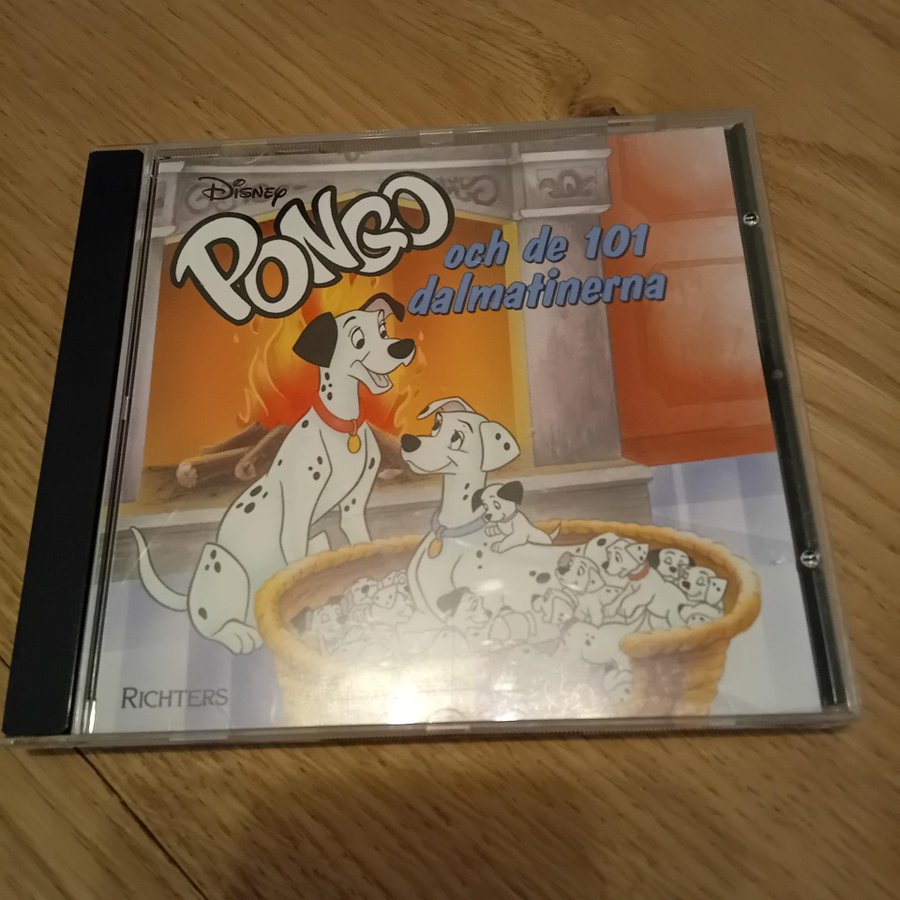 Disney
PONGO
och de 101
dalmatinerna
RICHTERS